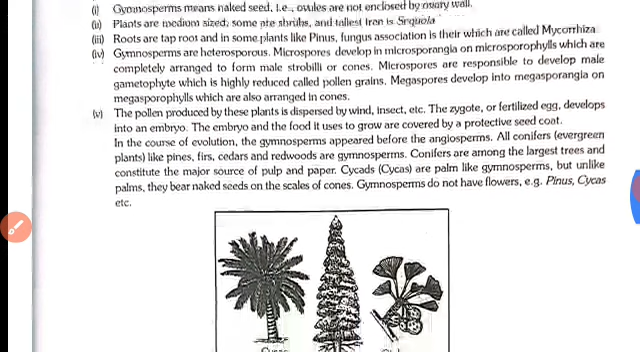 (i) Gymnosperms means naked seed, i.e., ovules are not enclosed by ovary wall.
(ii) Plants are medium sized; some are shrubs, and tallest tree is Sequoia
(iii) Roots are tap root and in some plants like Pinus, fungus association is their which are called Mycorrhiza
(iv) Gymnosperms are heterosporous. Microspores develop in microsporangia on microsporophylls which are
completely arranged to form male strobilli or cones. Microspores are responsible to develop male
gametophyte which is highly reduced called pollen grains. Megaspores develop into megasporangia on
megasporophylls which are also arranged in cones.
(v) The pollen produced by these plants is dispersed by wind, insect, etc. The zygote, or fertilized egg, develops
into an embryo. The embryo and the food it uses to grow are covered by a protective seed coat.
In the course of evolution, the gymnosperms appeared before the angiosperms. All conifers (evergreen
plants) like pines, firs, cedars and redwoods are gymnosperms. Conifers are among the largest trees and
constitute the major source of pulp and paper. Cycads (Cycas) are palm like gymnosperms, but unlike
palms, they bear naked seeds on the scales of cones. Gymnosperms do not have flowers, e.g. Pinus, Cycas
etc.